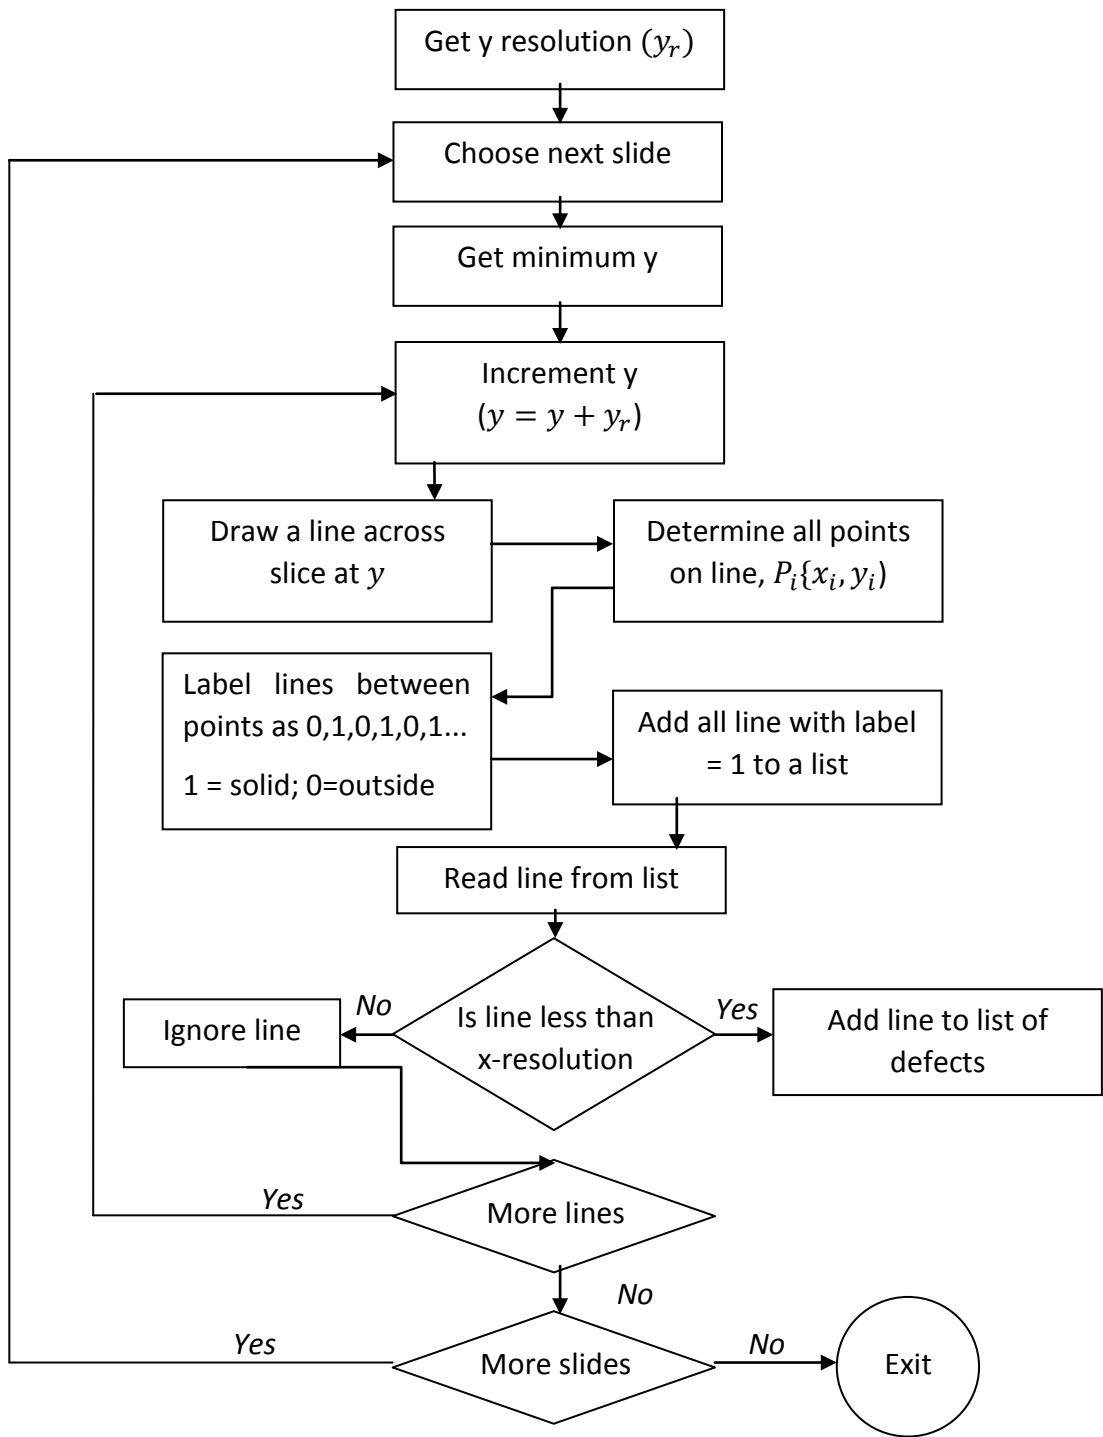 Get y resolution (y_r)
Choose next slide
Get minimum y
Increment y
(y = y + y_r)
Draw a line across
slice at y
Determine all points
on line, P_i{x_i, y_i)
Label lines between
points as 0,1,0,1,0,1...
1 = solid; 0=outside
Add all line with label
= 1 to a list
Read line from list
Is line less than
x-resolution
No
Ignore line
Yes
Add line to list of
defects
More lines
Yes
No
More slides
Yes
No
Exit